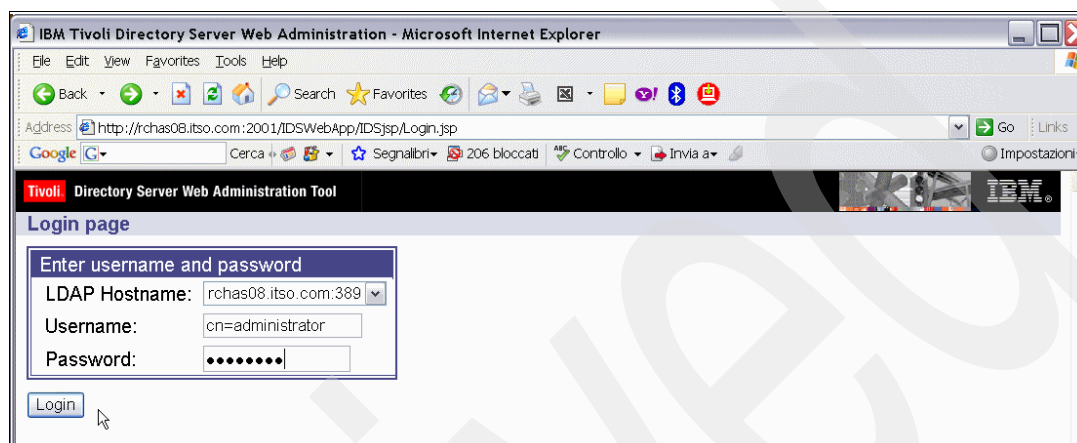 IBM Tivoli Directory Server Web Administration - Microsoft Internet Explorer
File Edit View Favorites Tools Help
Back Search Favorites
Address http://rchas08.itso.com:2001/IDSWebApp/IDSjsp/Login.jsp Go Links
Google G Cerca Segnalibri 206 bloccati Controllo Invia a Impostazioni
Tivoli. Directory Server Web Administration Tool IBM®
Login page
Enter username and password
LDAP Hostname: rchas08.itso.com:389
Username: cn=administrator
Password: ●●●●●●●●
Login